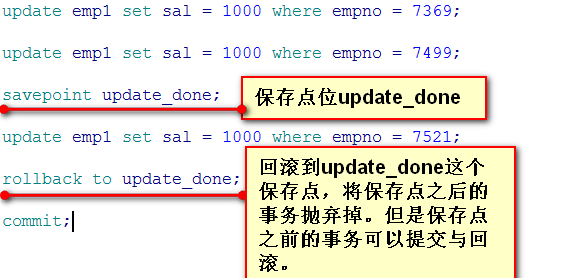 update emp1 set sal = 1000 where empno = 7369;
update emp1 set sal = 1000 where empno = 7499;
savepoint update_done;
保存点位update_done
update emp1 set sal = 1000 where empno = 7521;
rollback to update_done;
回滚到update_done这个
保存点，将保存点之后的
事务抛弃掉。但是保存点
之前的事务可以提交与回
滚。
commit;